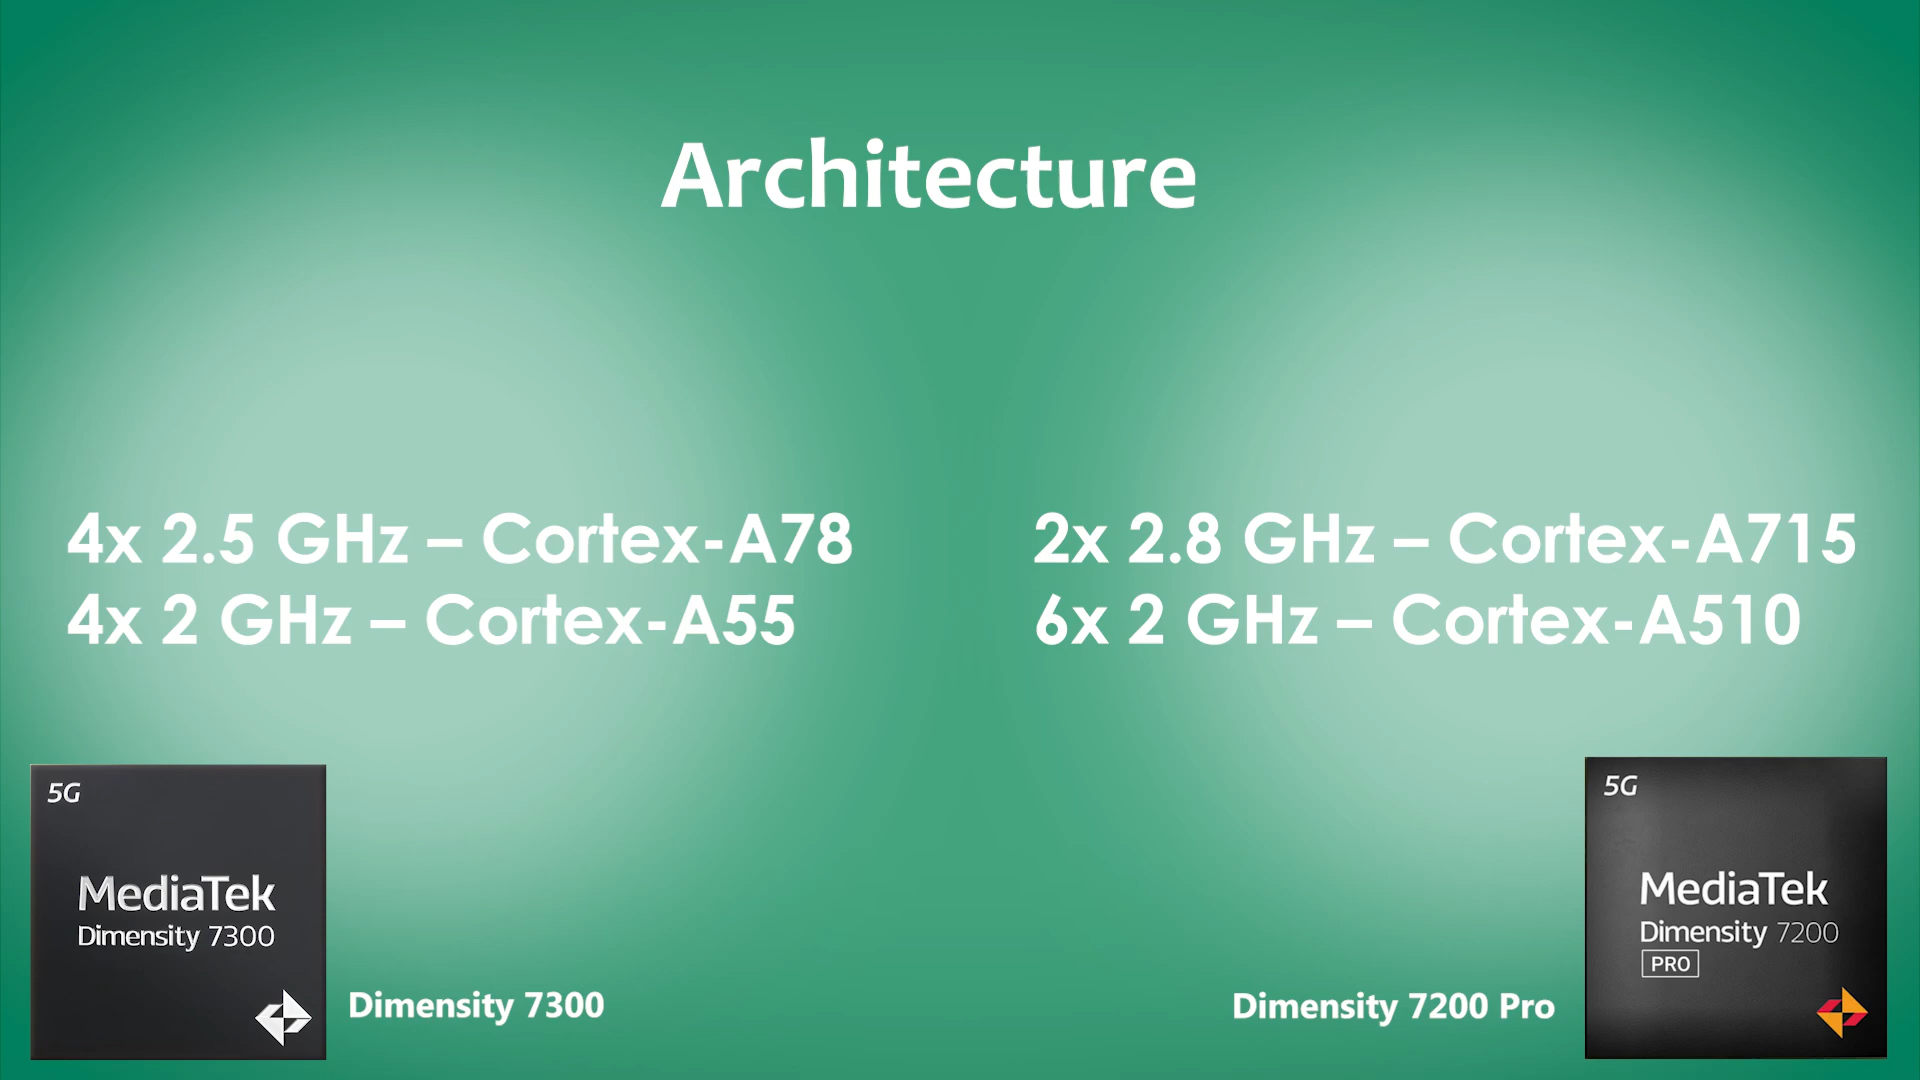 Architecture
4x 2.5 GHz – Cortex-A78
4x 2 GHz – Cortex-A55
2x 2.8 GHz – Cortex-A715
6x 2 GHz – Cortex-A510
5G
MediaTek
Dimensity 7300
Dimensity 7300
Dimensity 7200 Pro
5G
MediaTek
Dimensity 7200
PRO